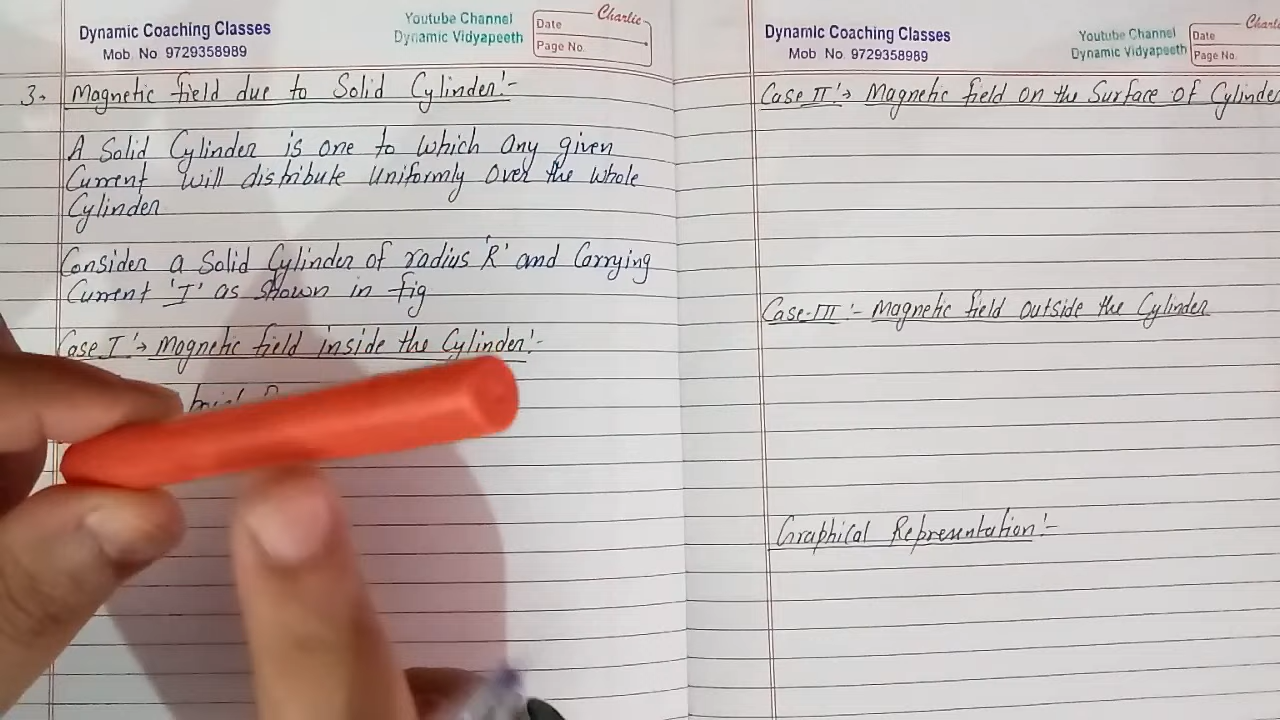 Dynamic Coaching Classes
Mob. No 9729358989
Youtube Channel
Dynamic Vidyapeeth
Charlie
Date
Page No.
3. Magnetic field due to Solid Cylinder:-
A Solid Cylinder is one to which any given
Current will distribute uniformly over the whole
Cylinder
Consider a Solid Cylinder of radius 'R' and Carrying
Current 'I' as shown in fig
Case I :→ Magnetic field inside the Cylinder:-
Dynamic Coaching Classes
Mob. No 9729358989
Youtube Channel
Dynamic Vidyapeeth
Date
Page No.
Case II :→ Magnetic field on the Surface of Cylinder
Case-III :- Magnetic field outside the Cylinder
Graphical Representation:-